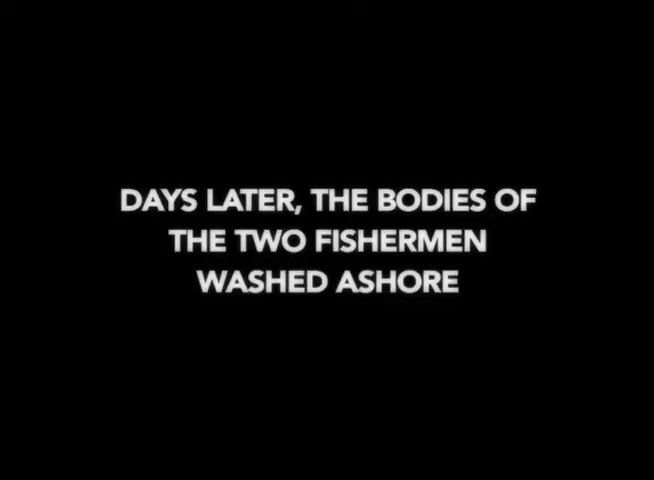 DAYS LATER, THE BODIES OF
THE TWO FISHERMEN
WASHED ASHORE